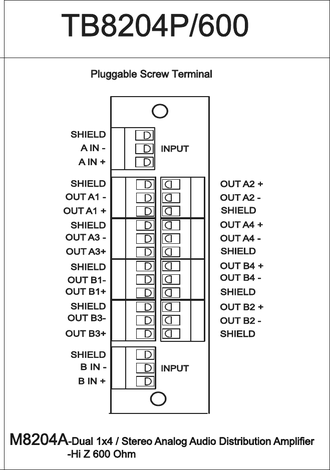 TB8204P/600
Pluggable Screw Terminal
SHIELD
A IN -
A IN +
INPUT
SHIELD OUT A2 +
OUT A1 - OUT A2 -
OUT A1 + SHIELD
SHIELD OUT A4 +
OUT A3 - OUT A4 -
OUT A3+ SHIELD
SHIELD OUT B4 +
OUT B1- OUT B4 -
OUT B1+ SHIELD
SHIELD OUT B2 +
OUT B3- OUT B2 -
OUT B3+ SHIELD
SHIELD
B IN -
B IN +
INPUT
M8204A-Dual 1x4 / Stereo Analog Audio Distribution Amplifier
-Hi Z 600 Ohm